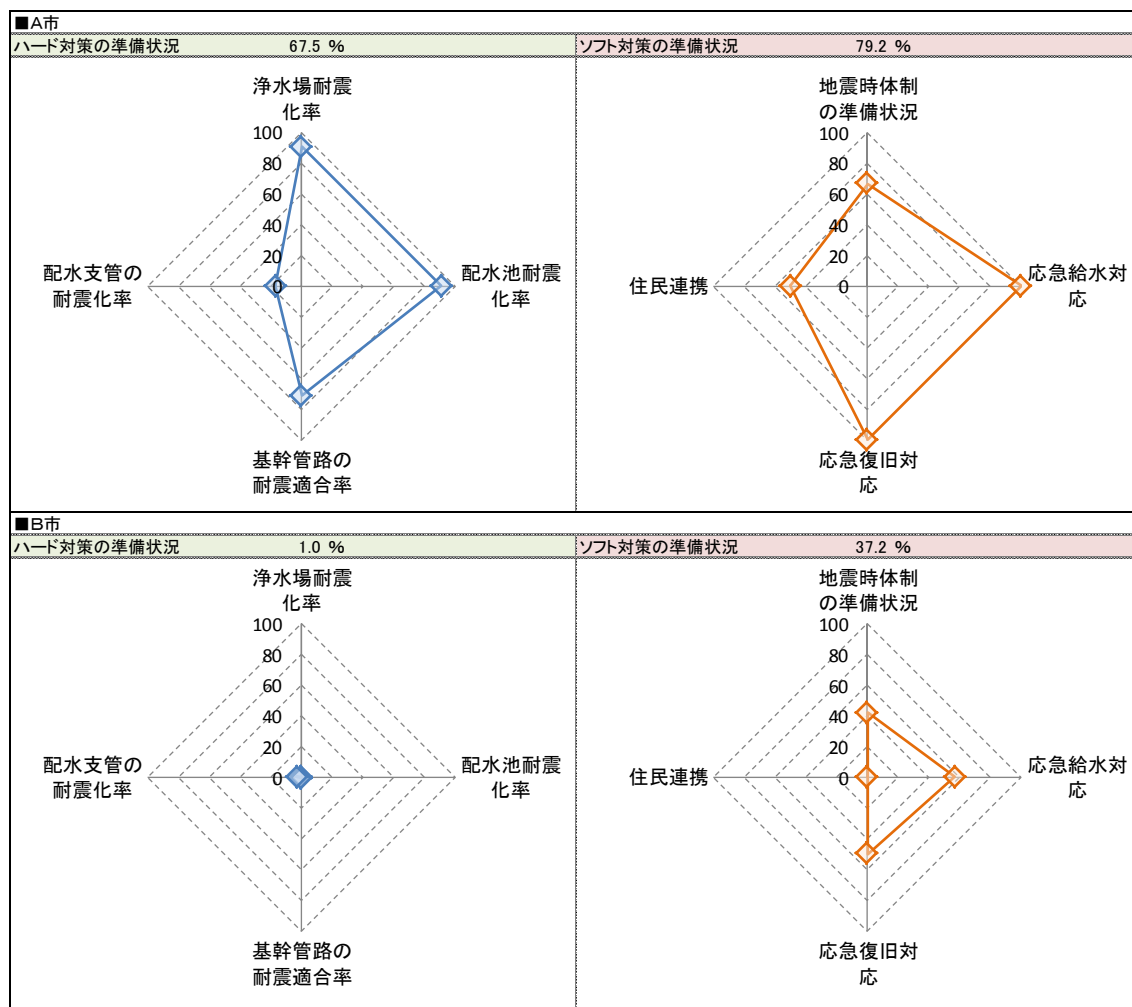 ■A市
ハード対策の準備状況 67.5 %
ソフト対策の準備状況 79.2 %
浄水場耐震
化率
100
80
60
40
20
0
配水支管の
耐震化率
配水池耐震
化率
基幹管路の
耐震適合率
地震時体制
の準備状況
100
80
60
40
20
0
住民連携
応急給水対
応
応急復旧対
応
■B市
ハード対策の準備状況 1.0 %
ソフト対策の準備状況 37.2 %
浄水場耐震
化率
100
80
60
40
20
0
配水支管の
耐震化率
配水池耐震
化率
基幹管路の
耐震適合率
地震時体制
の準備状況
100
80
60
40
20
0
住民連携
応急給水対
応
応急復旧対
応